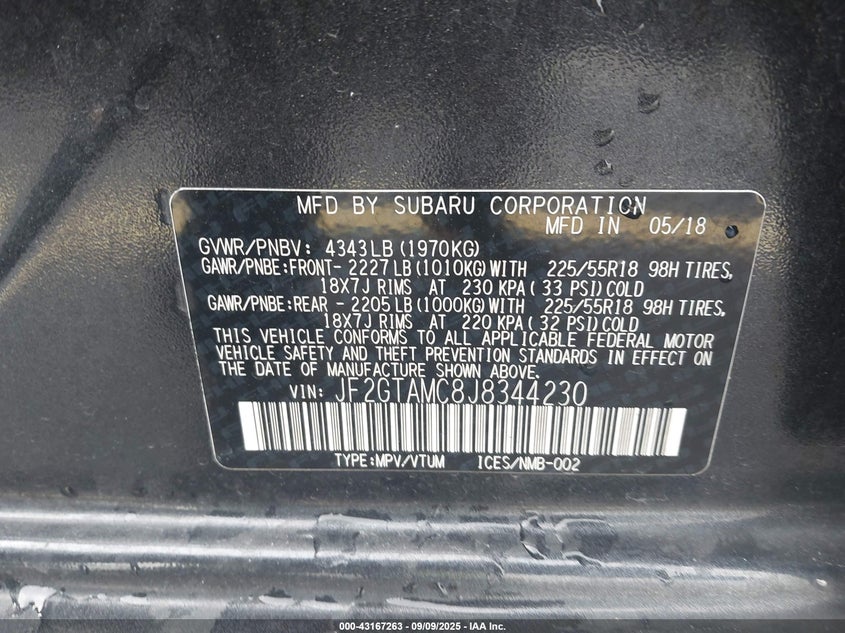 MFD BY SUBARU CORPORATION
MFD IN 05/18
GVWR/PNBV: 4343LB (1970KG)
GAWR/PNBE:FRONT- 2227 LB (1010KG) WITH 225/55R18 98H TIRES,
18X7J RIMS AT 230 KPA ( 33 PSI) COLD
GAWR/PNBE:REAR - 2205 LB (1000KG) WITH 225/55R18 98H TIRES,
18X7J RIMS AT 220 KPA ( 32 PSI) COLD
THIS VEHICLE CONFORMS TO ALL APPLICABLE FEDERAL MOTOR
VEHICLE SAFETY AND THEFT PREVENTION STANDARDS IN EFFECT ON
THE DATE OF MANUFACTURE SHOWN ABOVE.
VIN: JF2GTAMC8J8344230
TYPE:MPV/VTUM ICES/NMB-002
000-43167263 - 09/09/2025 - IAA Inc.